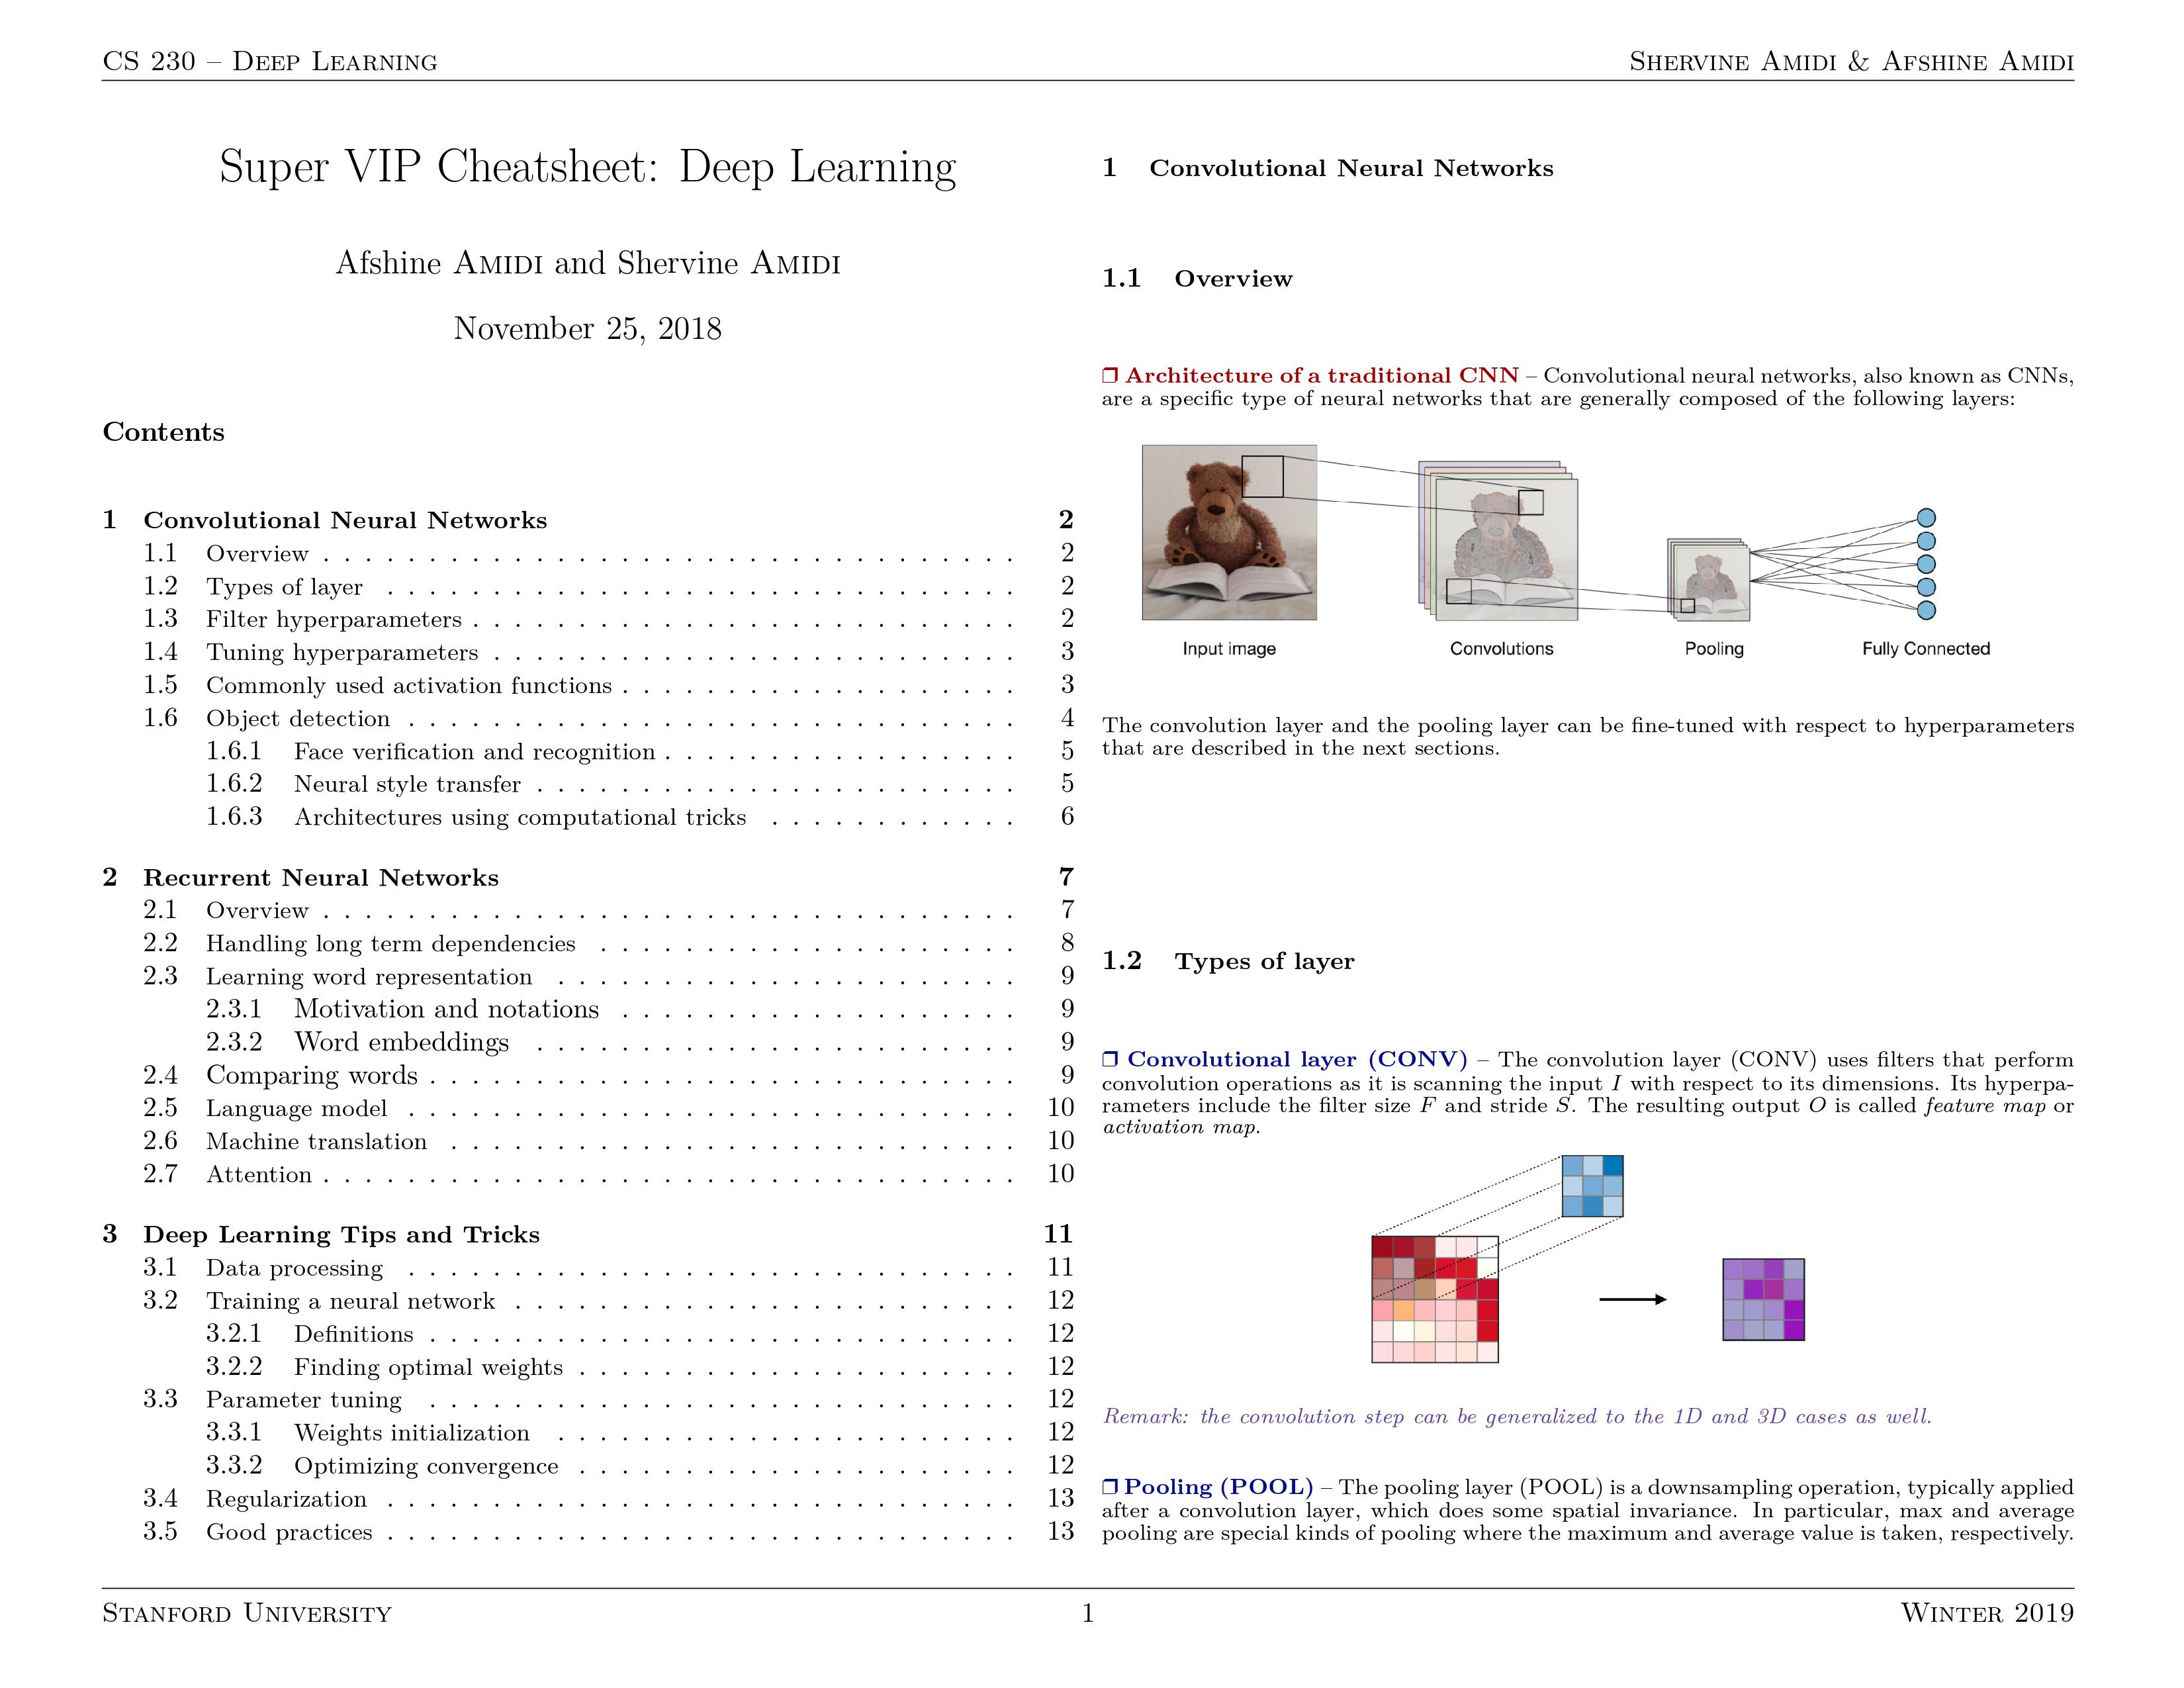 CS 230 – Deep Learning
Shervine Amidi & Afshine Amidi
Super VIP Cheatsheet: Deep Learning
Afshine Amidi and Shervine Amidi
November 25, 2018
Contents
1 Convolutional Neural Networks 2
1.1 Overview . . . . . . . . . . . . . . . . . . . . . . . . . . . . . . . . . 2
1.2 Types of layer . . . . . . . . . . . . . . . . . . . . . . . . . . . . . . 2
1.3 Filter hyperparameters . . . . . . . . . . . . . . . . . . . . . . . . . . 2
1.4 Tuning hyperparameters . . . . . . . . . . . . . . . . . . . . . . . . . 3
1.5 Commonly used activation functions . . . . . . . . . . . . . . . . . . . 3
1.6 Object detection . . . . . . . . . . . . . . . . . . . . . . . . . . . . . 4
1.6.1 Face verification and recognition . . . . . . . . . . . . . . . . . 5
1.6.2 Neural style transfer . . . . . . . . . . . . . . . . . . . . . . . 5
1.6.3 Architectures using computational tricks . . . . . . . . . . . . 6
2 Recurrent Neural Networks 7
2.1 Overview . . . . . . . . . . . . . . . . . . . . . . . . . . . . . . . . . 7
2.2 Handling long term dependencies . . . . . . . . . . . . . . . . . . . . 8
2.3 Learning word representation . . . . . . . . . . . . . . . . . . . . . . 9
2.3.1 Motivation and notations . . . . . . . . . . . . . . . . . . . 9
2.3.2 Word embeddings . . . . . . . . . . . . . . . . . . . . . . . 9
2.4 Comparing words . . . . . . . . . . . . . . . . . . . . . . . . . . . . 9
2.5 Language model . . . . . . . . . . . . . . . . . . . . . . . . . . . . . 10
2.6 Machine translation . . . . . . . . . . . . . . . . . . . . . . . . . . . 10
2.7 Attention . . . . . . . . . . . . . . . . . . . . . . . . . . . . . . . . . 10
3 Deep Learning Tips and Tricks 11
3.1 Data processing . . . . . . . . . . . . . . . . . . . . . . . . . . . . . 11
3.2 Training a neural network . . . . . . . . . . . . . . . . . . . . . . . . 12
3.2.1 Definitions . . . . . . . . . . . . . . . . . . . . . . . . . . . . 12
3.2.2 Finding optimal weights . . . . . . . . . . . . . . . . . . . . . 12
3.3 Parameter tuning . . . . . . . . . . . . . . . . . . . . . . . . . . . . 12
3.3.1 Weights initialization . . . . . . . . . . . . . . . . . . . . . . 12
3.3.2 Optimizing convergence . . . . . . . . . . . . . . . . . . . . . 12
3.4 Regularization . . . . . . . . . . . . . . . . . . . . . . . . . . . . . . 13
3.5 Good practices . . . . . . . . . . . . . . . . . . . . . . . . . . . . . . 13
1 Convolutional Neural Networks
1.1 Overview
❒ Architecture of a traditional CNN – Convolutional neural networks, also known as CNNs,
are a specific type of neural networks that are generally composed of the following layers:
Input image Convolutions Pooling Fully Connected
The convolution layer and the pooling layer can be fine-tuned with respect to hyperparameters
that are described in the next sections.
1.2 Types of layer
❒ Convolutional layer (CONV) – The convolution layer (CONV) uses filters that perform
convolution operations as it is scanning the input I with respect to its dimensions. Its hyperpa-
rameters include the filter size F and stride S. The resulting output O is called feature map or
activation map.
Remark: the convolution step can be generalized to the 1D and 3D cases as well.
❒ Pooling (POOL) – The pooling layer (POOL) is a downsampling operation, typically applied
after a convolution layer, which does some spatial invariance. In particular, max and average
pooling are special kinds of pooling where the maximum and average value is taken, respectively.
Stanford University
1
Winter 2019